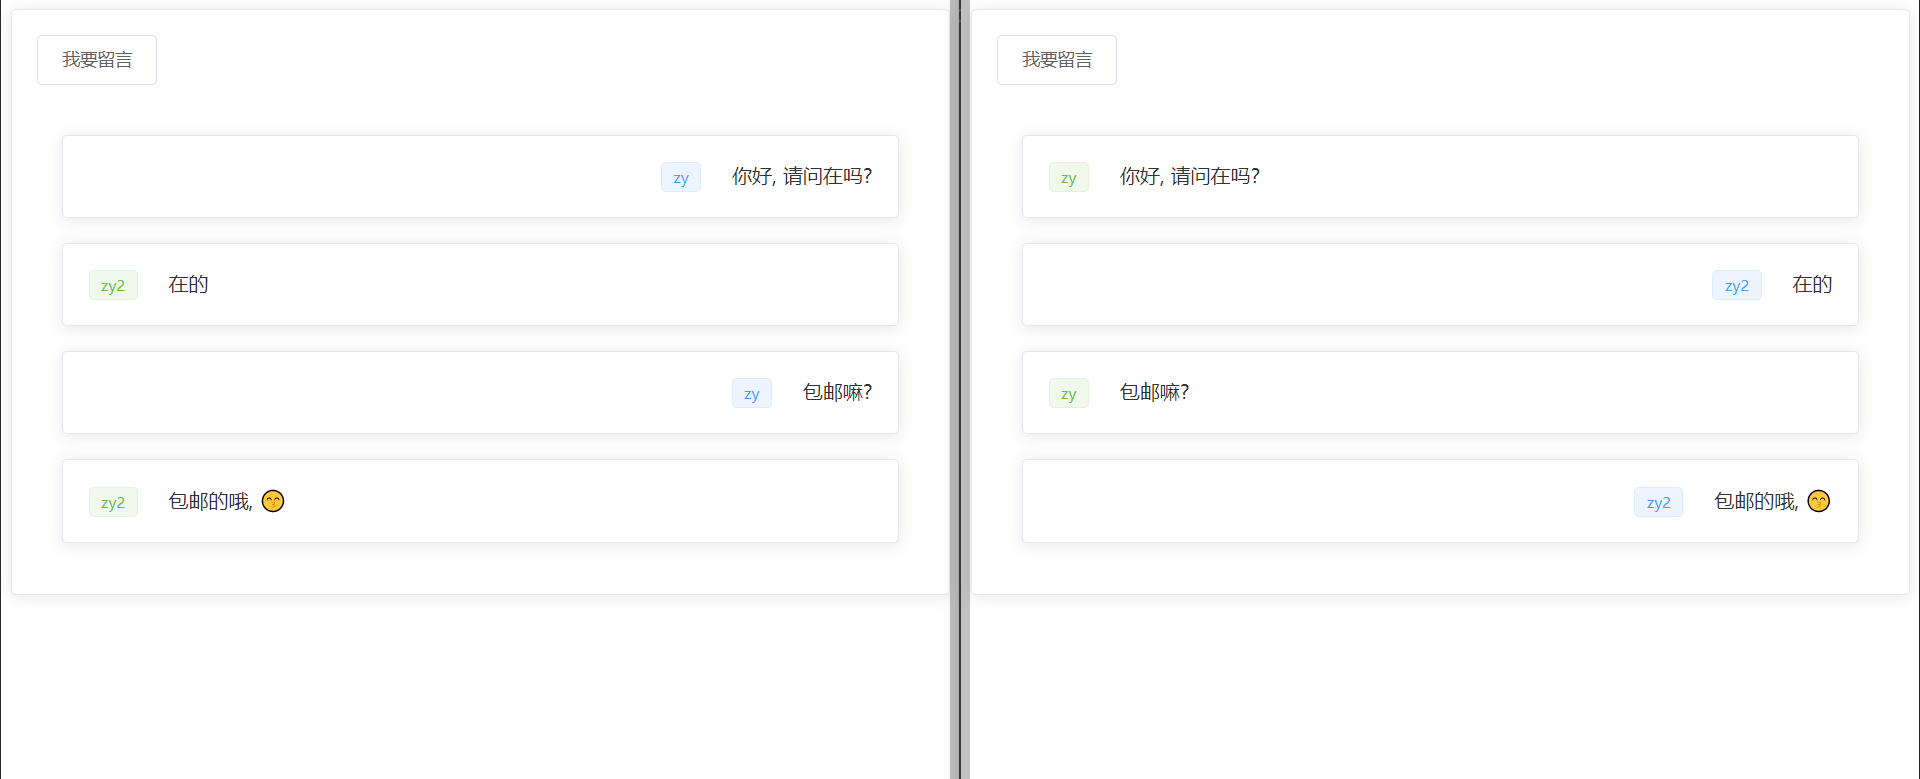 我要留言
zy 你好, 请问在吗?
zy2 在的
zy 包邮嘛?
zy2 包邮的哦, 😙
我要留言
zy 你好, 请问在吗?
zy2 在的
zy 包邮嘛?
zy2 包邮的哦, 😙